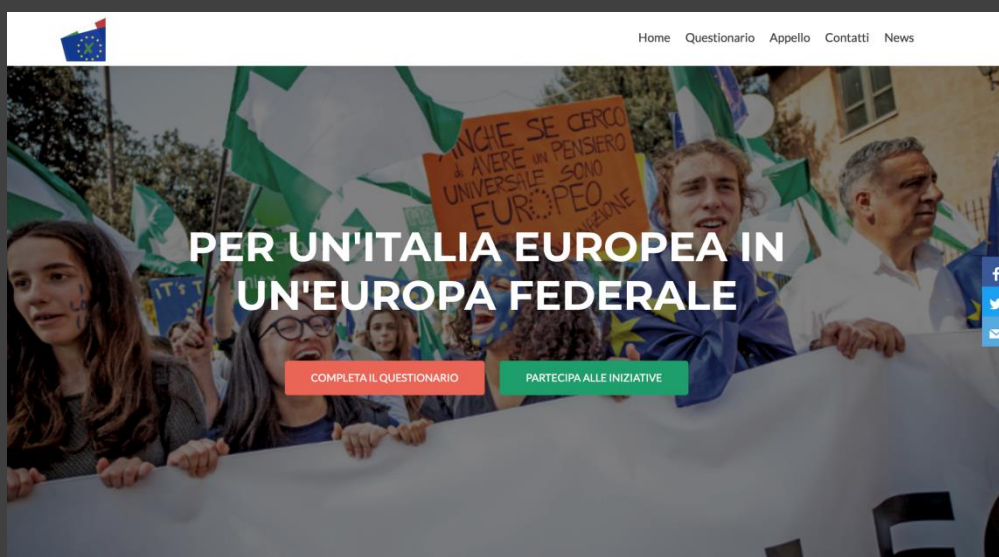 Home Questionario Appello Contatti News
ANCHE SE CERCO
di AVERE UN PENSIERO
UNIVERSALE SONO
EUROPEO
PER UN'ITALIA EUROPEA IN
UN'EUROPA FEDERALE
IT'S T
COMPLETA IL QUESTIONARIO PARTECIPA ALLE INIZIATIVE